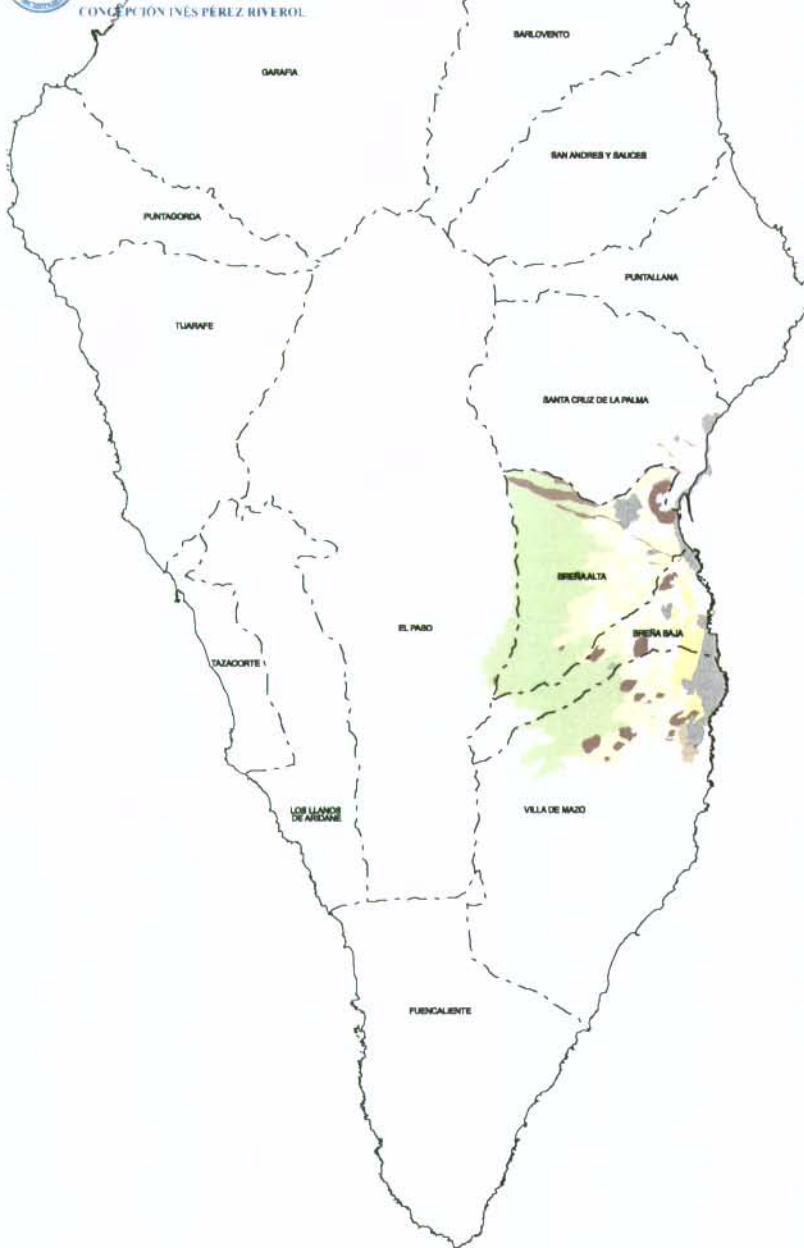 CONCEPCIÓN INÉS PÉREZ RIVEROL
BARLOVENTO
GARAFIA
SAN ANDRES Y SAUCES
PUNTAGORDA
PUNTALLANA
TIJARAFE
SANTA CRUZ DE LA PALMA
BREÑA ALTA
EL PASO
BREÑA BAJA
TAZACORTE
LOS LLANOS
DE ARIDANE
VILLA DE MAZO
FUENCALIENTE